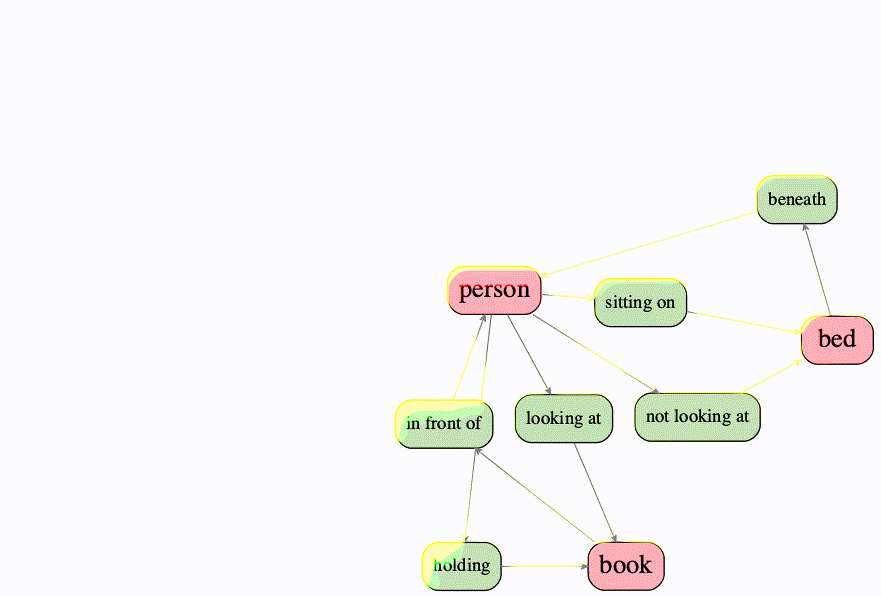 beneath
person
sitting on
bed
in front of
looking at
not looking at
holding
book